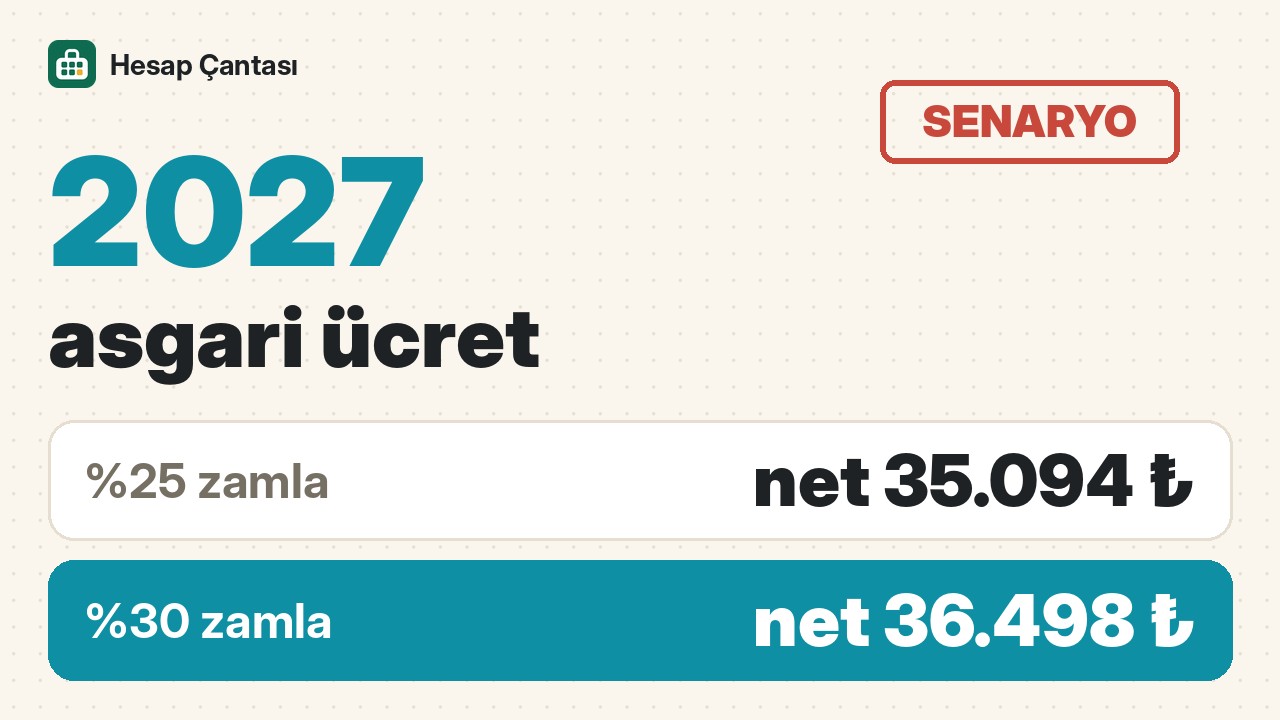 Hesap Çantası
SENARYO
2027
asgari ücret
%25 zamla net 35.094 ₺
%30 zamla net 36.498 ₺